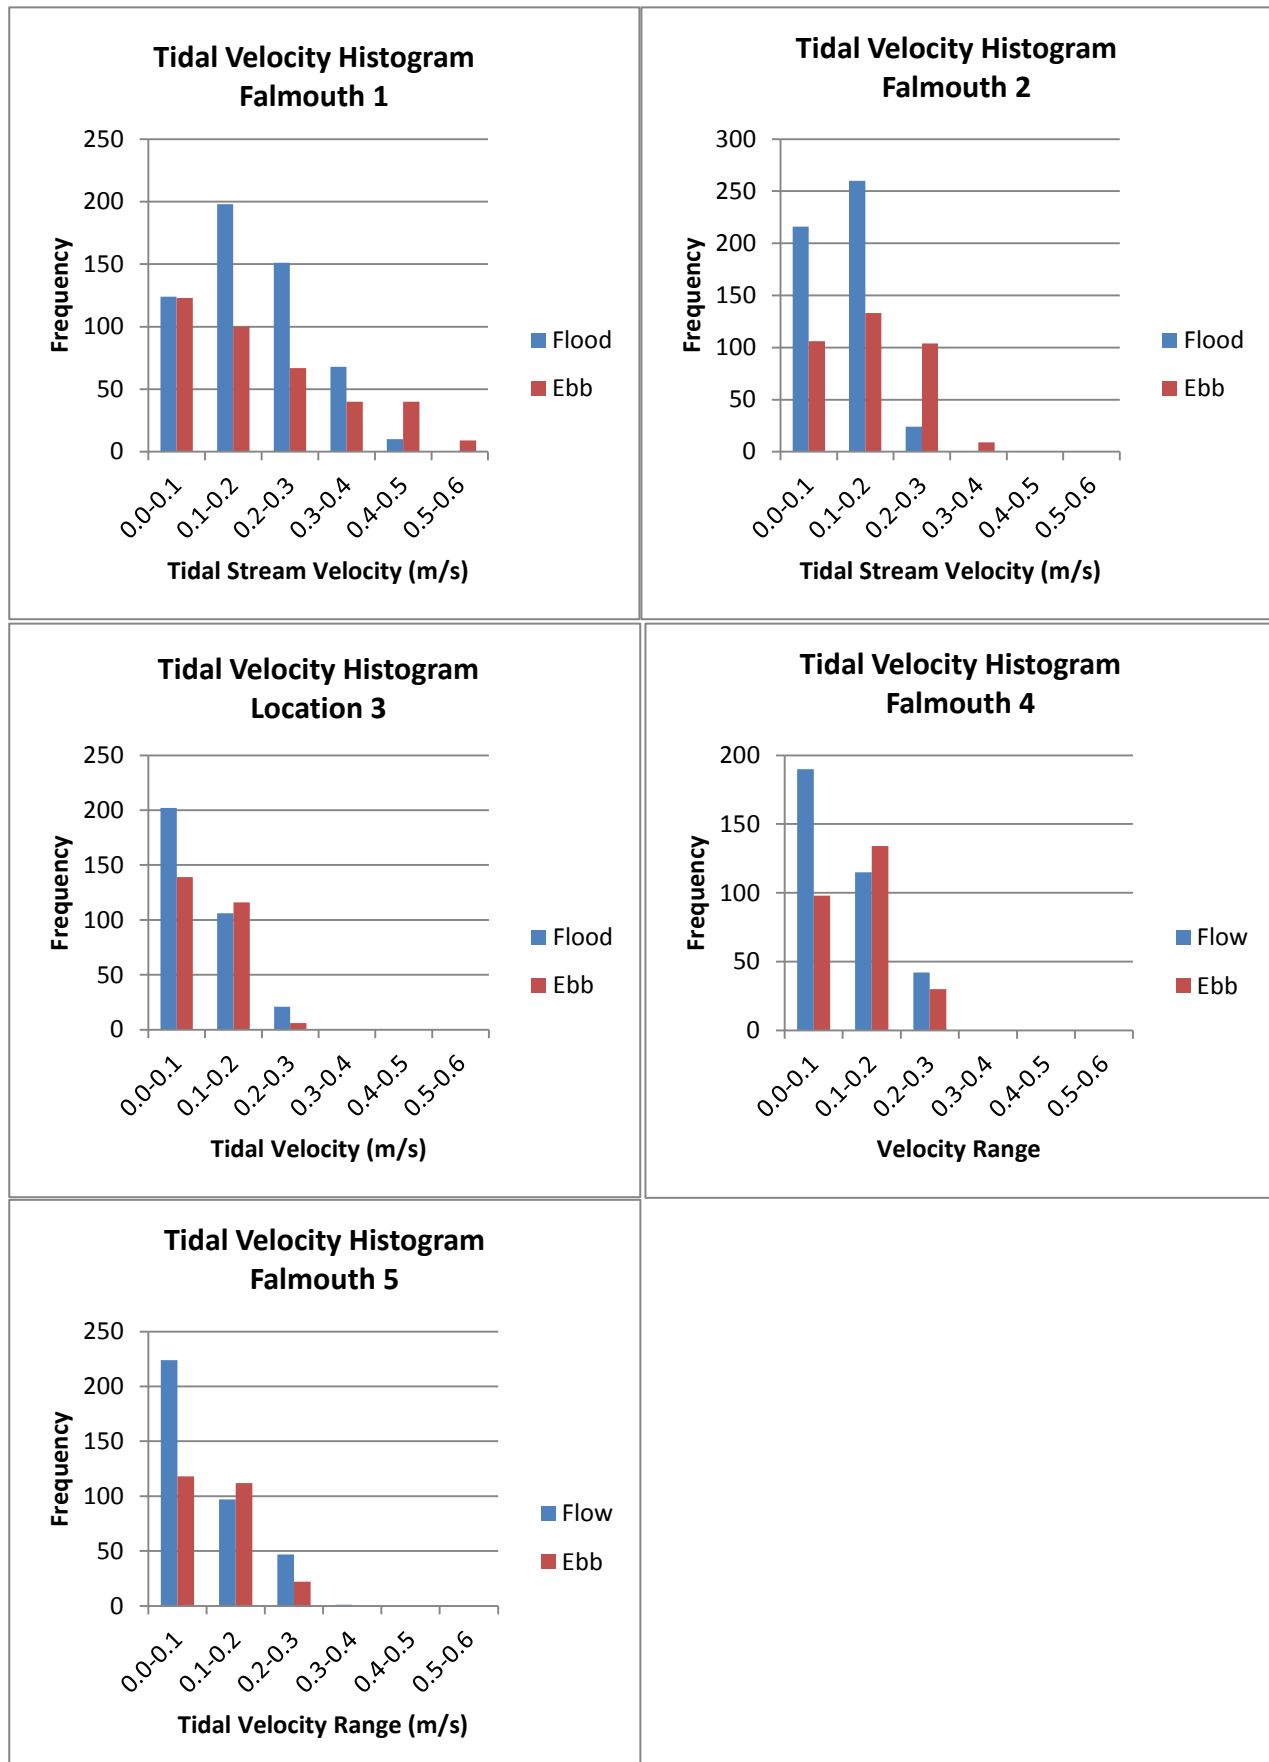 Tidal Velocity Histogram
Falmouth 1
250
200
150
100
50
0
Frequency
0.0-0.1
0.1-0.2
0.2-0.3
0.3-0.4
0.4-0.5
0.5-0.6
Tidal Stream Velocity (m/s)
Flood
Ebb
Tidal Velocity Histogram
Falmouth 2
300
250
200
150
100
50
0
Frequency
0.0-0.1
0.1-0.2
0.2-0.3
0.3-0.4
0.4-0.5
0.5-0.6
Tidal Stream Velocity (m/s)
Flood
Ebb
Tidal Velocity Histogram
Location 3
250
200
150
100
50
0
Frequency
0.0-0.1
0.1-0.2
0.2-0.3
0.3-0.4
0.4-0.5
0.5-0.6
Tidal Velocity (m/s)
Flood
Ebb
Tidal Velocity Histogram
Falmouth 4
200
150
100
50
0
Frequency
0.0-0.1
0.1-0.2
0.2-0.3
0.3-0.4
0.4-0.5
0.5-0.6
Velocity Range
Flow
Ebb
Tidal Velocity Histogram
Falmouth 5
250
200
150
100
50
0
Frequency
0.0-0.1
0.1-0.2
0.2-0.3
0.3-0.4
0.4-0.5
0.5-0.6
Tidal Velocity Range (m/s)
Flow
Ebb